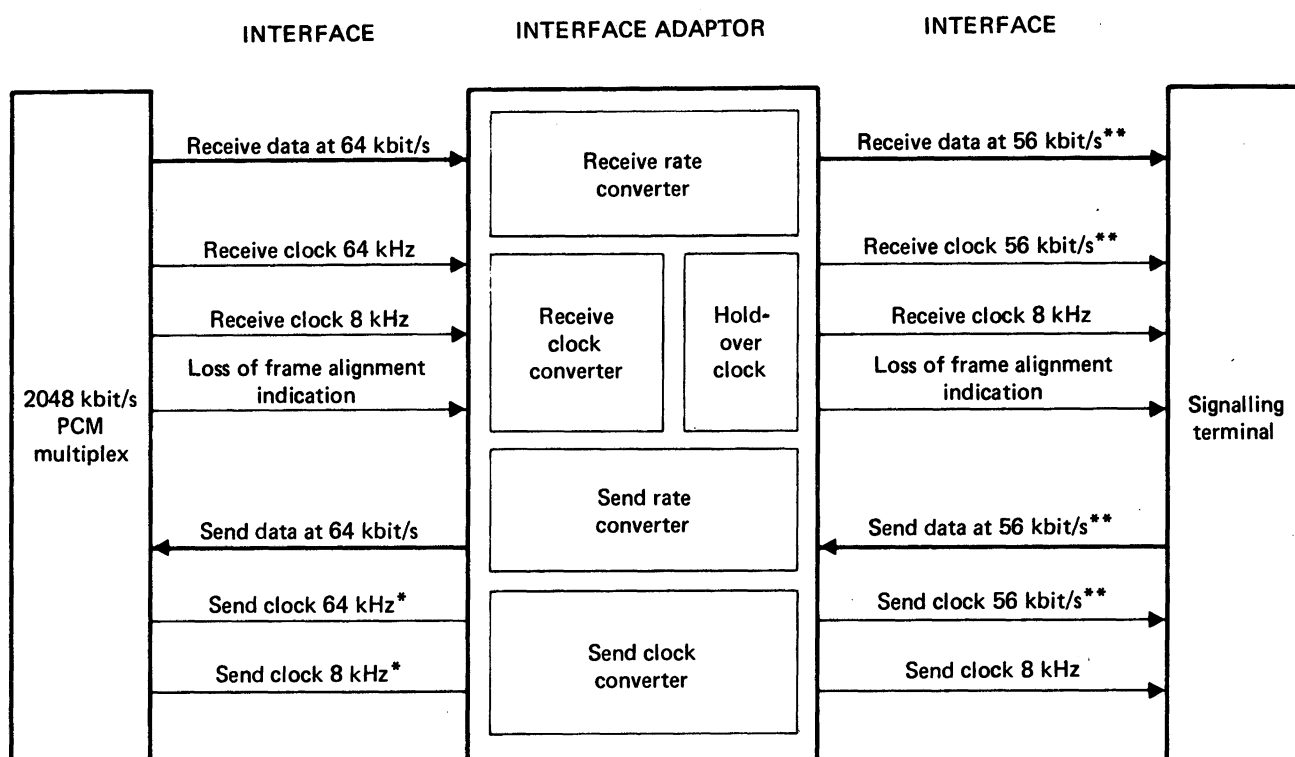 INTERFACE
INTERFACE ADAPTOR
INTERFACE
2048 kbit/s
PCM
multiplex
Receive data at 64 kbit/s
Receive clock 64 kHz
Receive clock 8 kHz
Loss of frame alignment
indication
Send data at 64 kbit/s
Send clock 64 kHz*
Send clock 8 kHz*
Receive rate
converter
Receive
clock
converter
Hold-
over
clock
Send rate
converter
Send clock
converter
Receive data at 56 kbit/s**
Receive clock 56 kbit/s**
Receive clock 8 kHz
Loss of frame alignment
indication
Send data at 56 kbit/s**
Send clock 56 kbit/s**
Send clock 8 kHz
Signalling
terminal